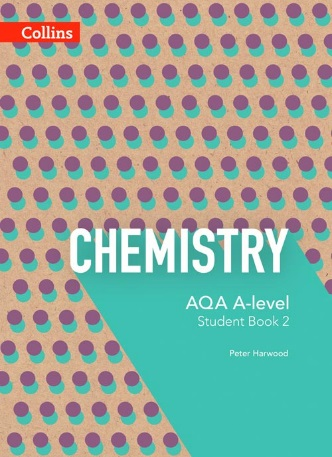 Collins
CHEMISTRY
AQA A-level
Student Book 2
Peter Harwood